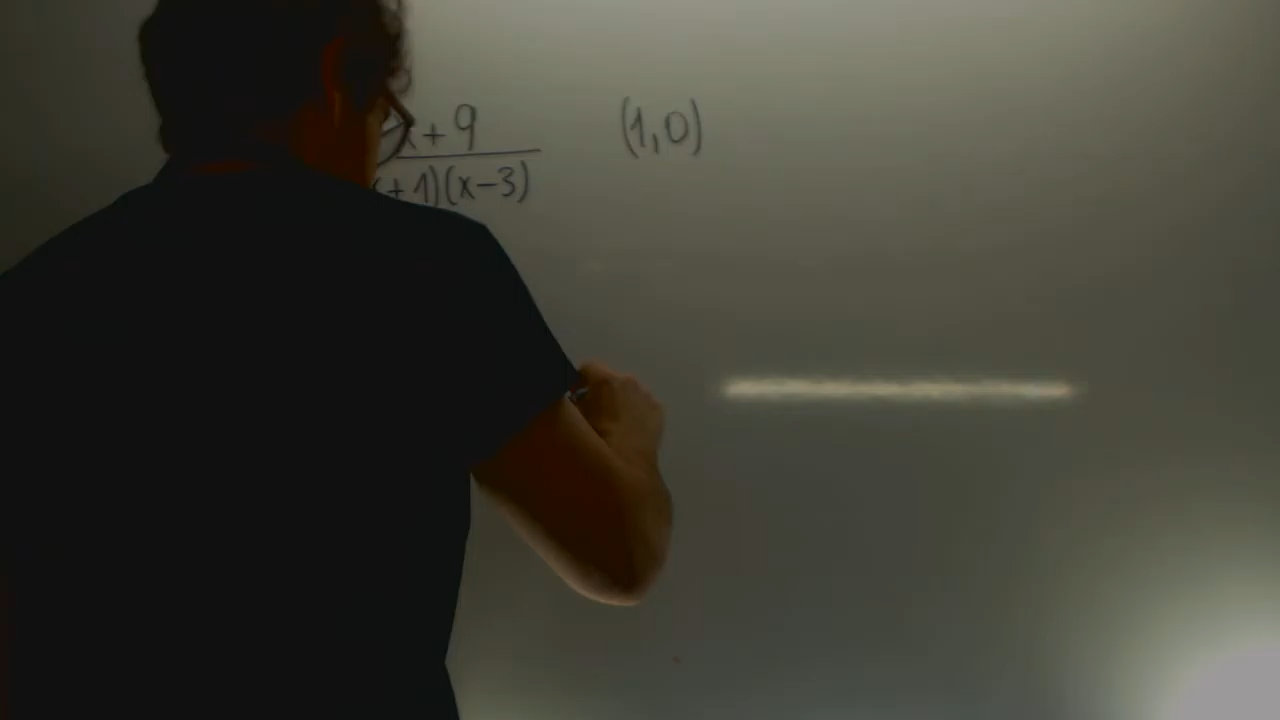 x + 9 (1,0)
+ 1)(x-3)